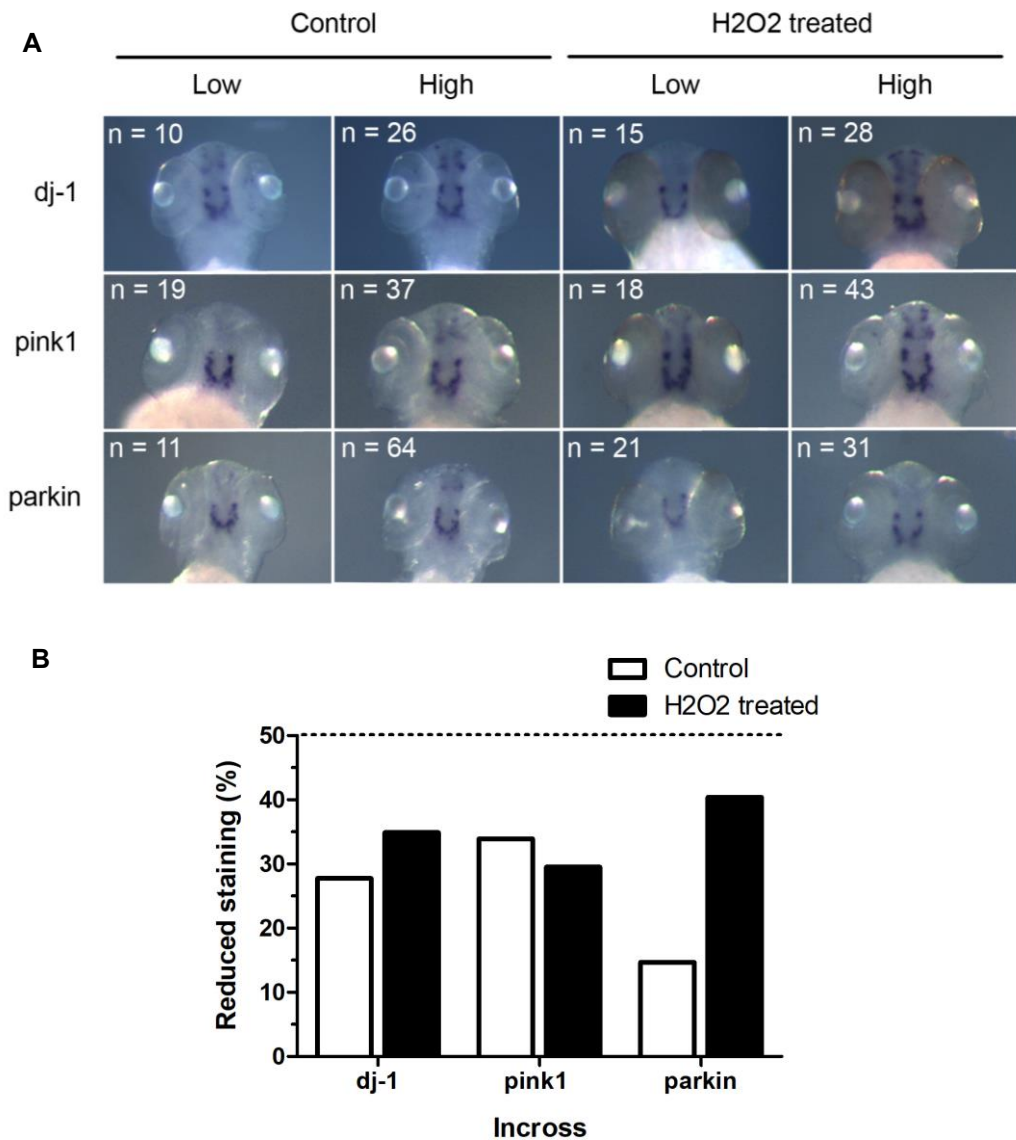 A
Control H2O2 treated
Low High Low High
n = 10 n = 26 n = 15 n = 28
dj-1
n = 19 n = 37 n = 18 n = 43
pink1
n = 11 n = 64 n = 21 n = 31
parkin
B
Control
H2O2 treated
50
40
30
20
10
0
Reduced staining (%)
dj-1 pink1 parkin
Incross